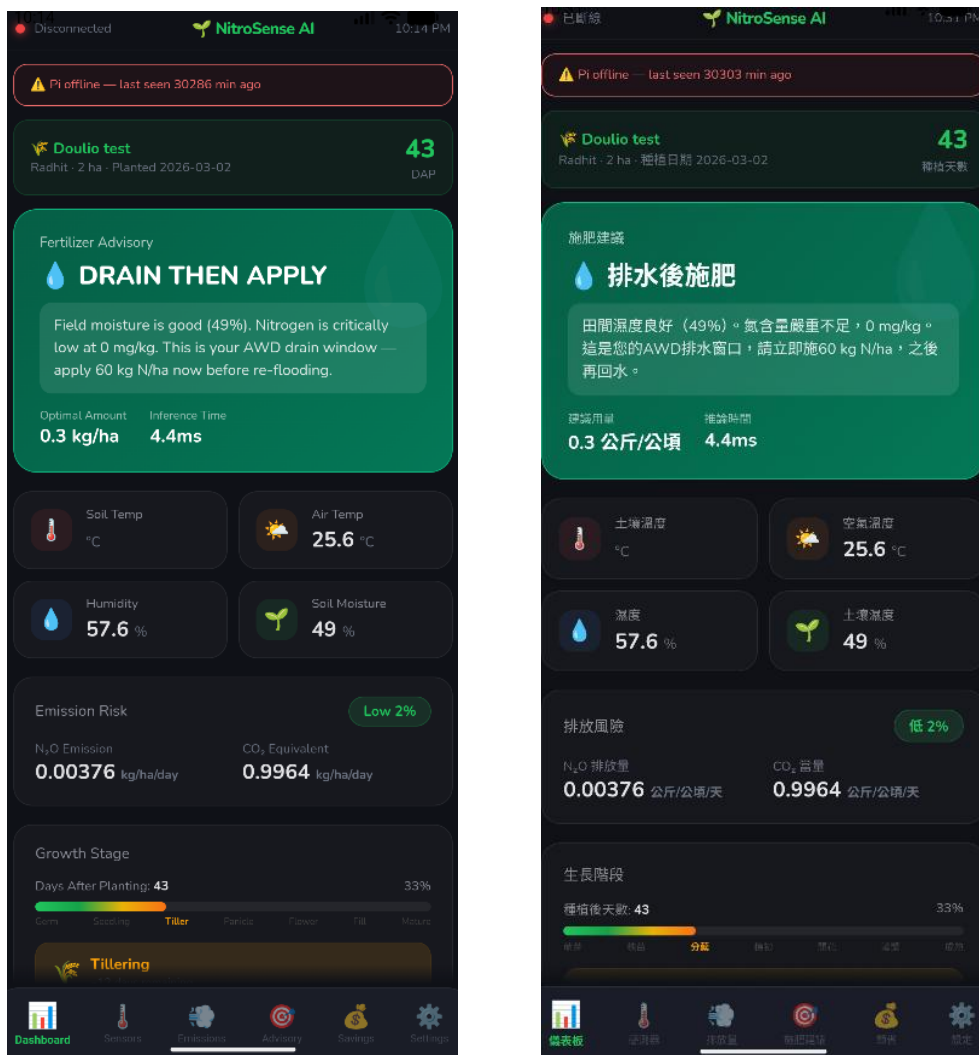 10:14
Disconnected
NitroSense AI
10:14 PM
Pi offline — last seen 30286 min ago
Doulio test
Radhit · 2 ha · Planted 2026-03-02
43
DAP
Fertilizer Advisory
DRAIN THEN APPLY
Field moisture is good (49%). Nitrogen is critically
low at 0 mg/kg. This is your AWD drain window —
apply 60 kg N/ha now before re-flooding.
Optimal Amount
Inference Time
0.3 kg/ha
4.4ms
Soil Temp
°C
Air Temp
25.6 °C
Humidity
57.6 %
Soil Moisture
49 %
Emission Risk
Low 2%
N₂O Emission
CO₂ Equivalent
0.00376 kg/ha/day
0.9964 kg/ha/day
Growth Stage
Days After Planting: 43
33%
Germ
Seedling
Tiller
Panicle
Flower
Fill
Mature
Tillering
Dashboard
Sensors
Emissions
Advisory
Savings
Settings
已斷線
NitroSense AI
10:31 PM
Pi offline — last seen 30303 min ago
Doulio test
Radhit · 2 ha · 種植日期 2026-03-02
43
種植天數
施肥建議
排水後施肥
田間濕度良好（49%）。氮含量嚴重不足，0 mg/kg。
這是您的AWD排水窗口，請立即施60 kg N/ha，之後
再回水。
建議用量
推論時間
0.3 公斤/公頃
4.4ms
土壤溫度
°C
空氣溫度
25.6 °C
濕度
57.6 %
土壤濕度
49 %
排放風險
低 2%
N₂O 排放量
CO₂ 當量
0.00376 公斤/公頃/天
0.9964 公斤/公頃/天
生長階段
種植後天數: 43
33%
分蘗
儀表板
排放量
施肥建議
設定